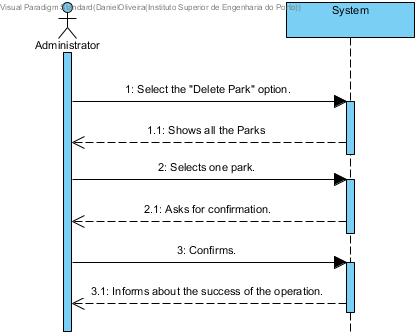 Visual Paradigm Standard(DanielOliveira(Instituto Superior de Engenharia do Porto))
System
Administrator
1: Select the "Delete Park" option.
1.1: Shows all the Parks
2: Selects one park.
2.1: Asks for confirmation.
3: Confirms.
3.1: Informs about the success of the operation.